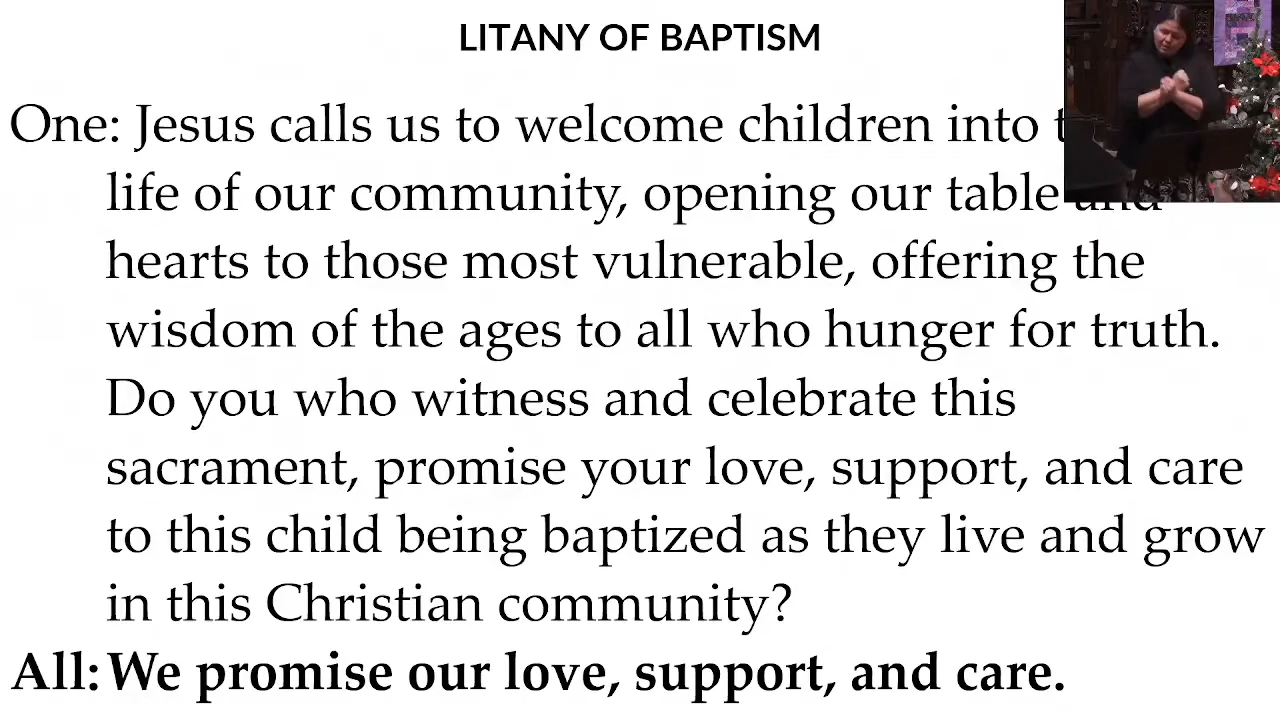 LITANY OF BAPTISM
One: Jesus calls us to welcome children into
life of our community, opening our table and
hearts to those most vulnerable, offering the
wisdom of the ages to all who hunger for truth.
Do you who witness and celebrate this
sacrament, promise your love, support, and care
to this child being baptized as they live and grow
in this Christian community?
All: We promise our love, support, and care.